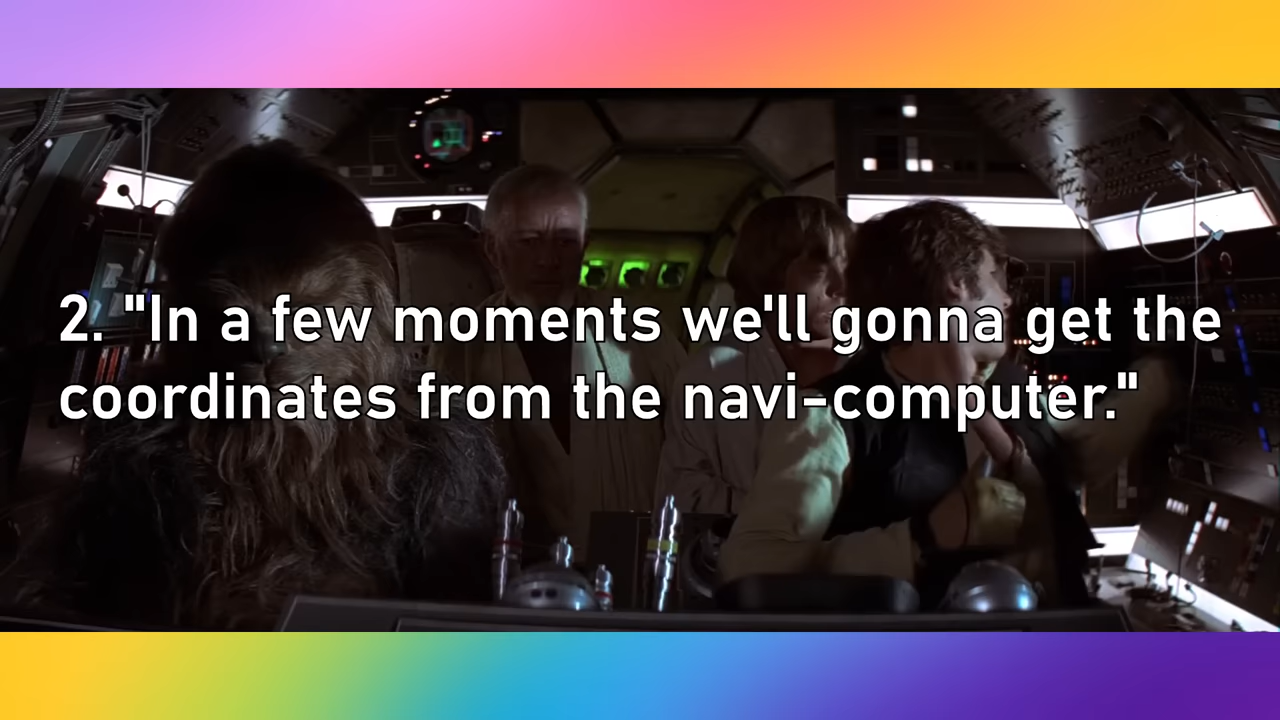 2. "In a few moments we'll gonna get the
coordinates from the navi-computer."